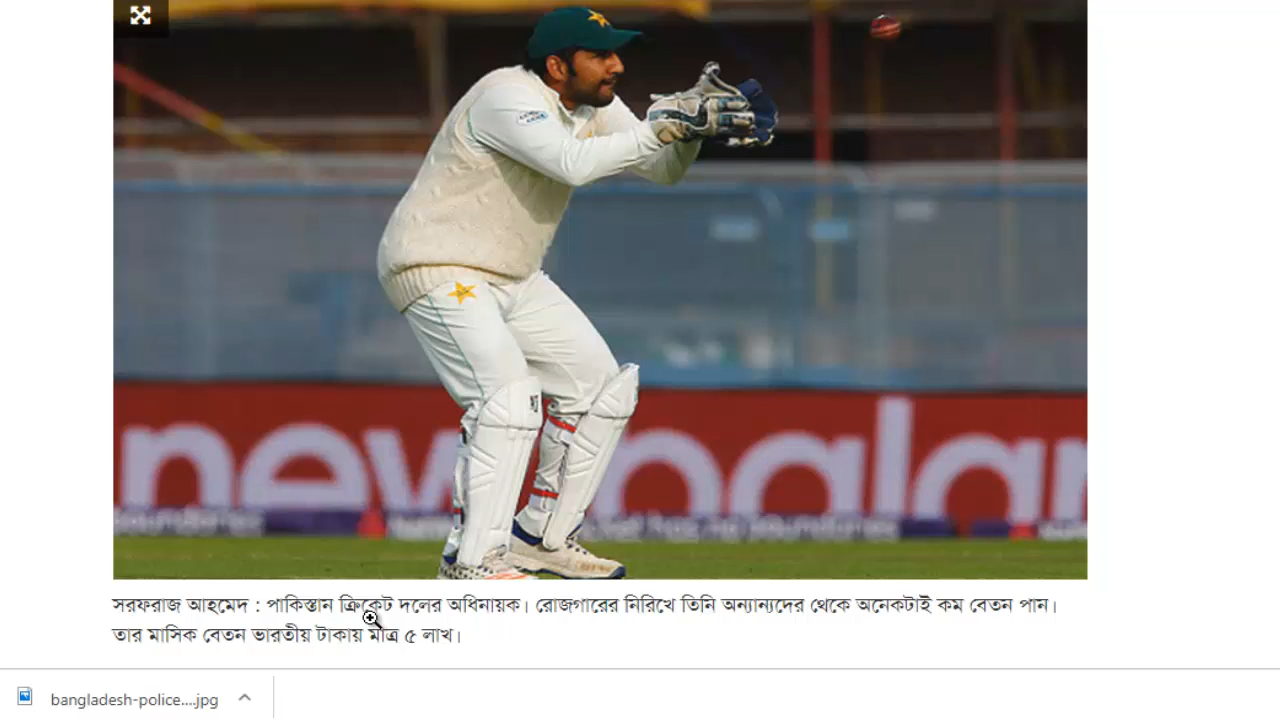 সরফরাজ আহমেদ : পাকিস্তান ক্রিকেট দলের অধিনায়ক। রোজগারের নিরিখে তিনি অন্যান্যদের থেকে অনেকটাই কম বেতন পান।
তার মাসিক বেতন ভারতীয় টাকায় মাত্র ৫ লাখ।
bangladesh-police....jpg